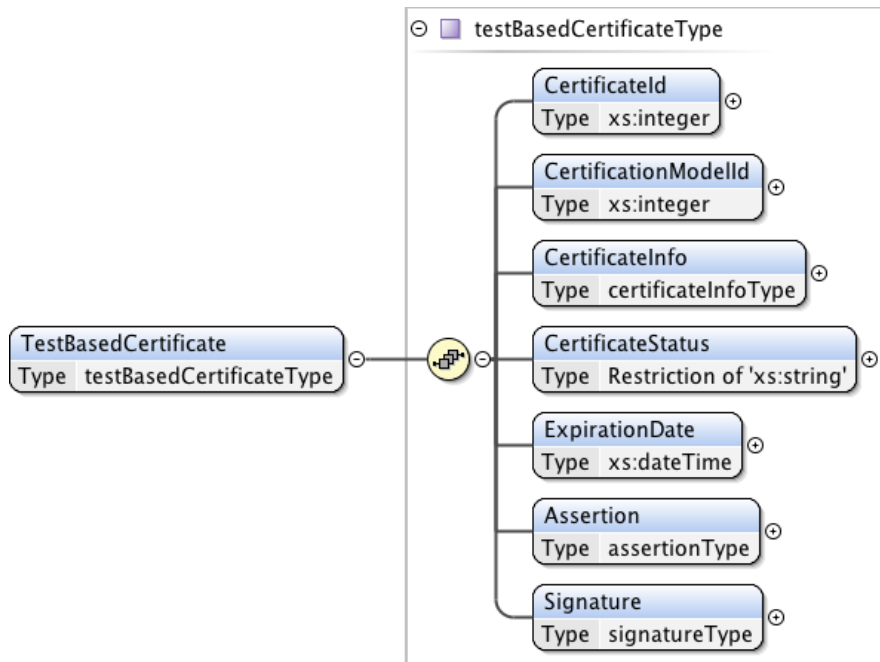 testBasedCertificateType
CertificateId
Type xs:integer
CertificationModelId
Type xs:integer
CertificateInfo
Type certificateInfoType
TestBasedCertificate
Type testBasedCertificateType
CertificateStatus
Type Restriction of 'xs:string'
ExpirationDate
Type xs:dateTime
Assertion
Type assertionType
Signature
Type signatureType